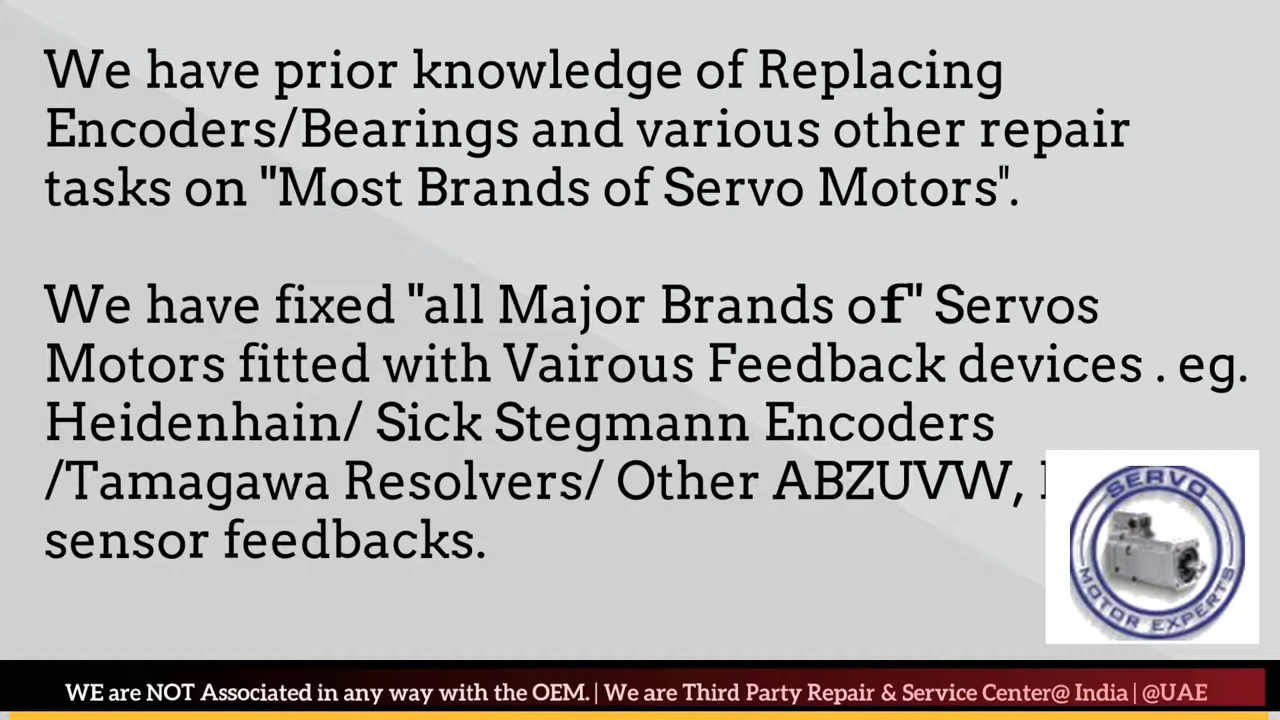 We have prior knowledge of Replacing
Encoders/Bearings and various other repair
tasks on "Most Brands of Servo Motors".
We have fixed "all Major Brands of" Servos
Motors fitted with Vairous Feedback devices . eg.
Heidenhain/ Sick Stegmann Encoders
/Tamagawa Resolvers/ Other ABZUVW,
sensor feedbacks.
SERVO
MOTOR EXPERTS
WE are NOT Associated in any way with the OEM. | We are Third Party Repair & Service Center@ India | @UAE